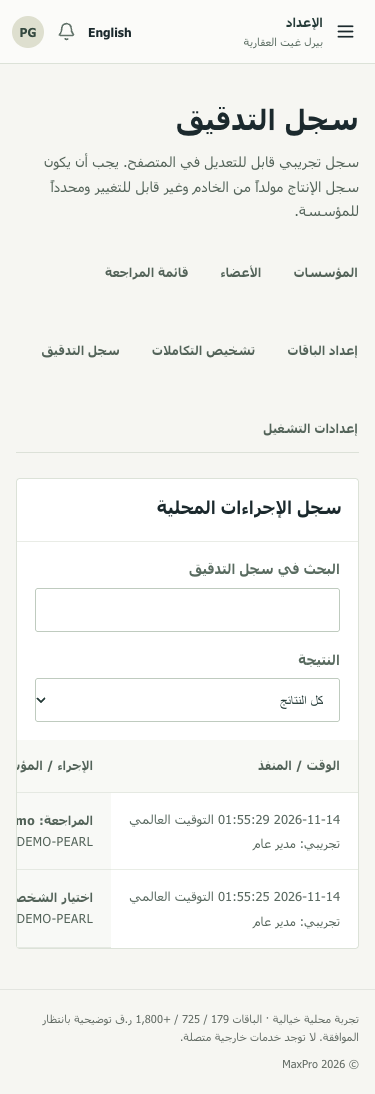 الإعداد
بيرل غيت العقارية
English
PG
سجل التدقيق
سجل تجريبي قابل للتعديل في المتصفح. يجب أن يكون
سجل الإنتاج مولداً من الخادم وغير قابل للتغيير ومحدداً
للمؤسسة.
المؤسسات الأعضاء قائمة المراجعة
إعداد الباقات تشخيص التكاملات سجل التدقيق
إعدادات التشغيل
سجل الإجراءات المحلية
البحث في سجل التدقيق
النتيجة
كل النتائج
الوقت / المنفذ الإجراء /
2026-11-14 01:55:29 التوقيت العالمي المراجعة:
تجريبي: مدير عام DEMO-PEARL
2026-11-14 01:55:25 التوقيت العالمي اختيار
تجريبي: مدير عام DEMO-PEARL
تجربة محلية خيالية · الباقات 179 / 725 / +1,800 ر.ق توضيحية بانتظار
الموافقة. لا توجد خدمات خارجية متصلة.
© 2026 MaxPro